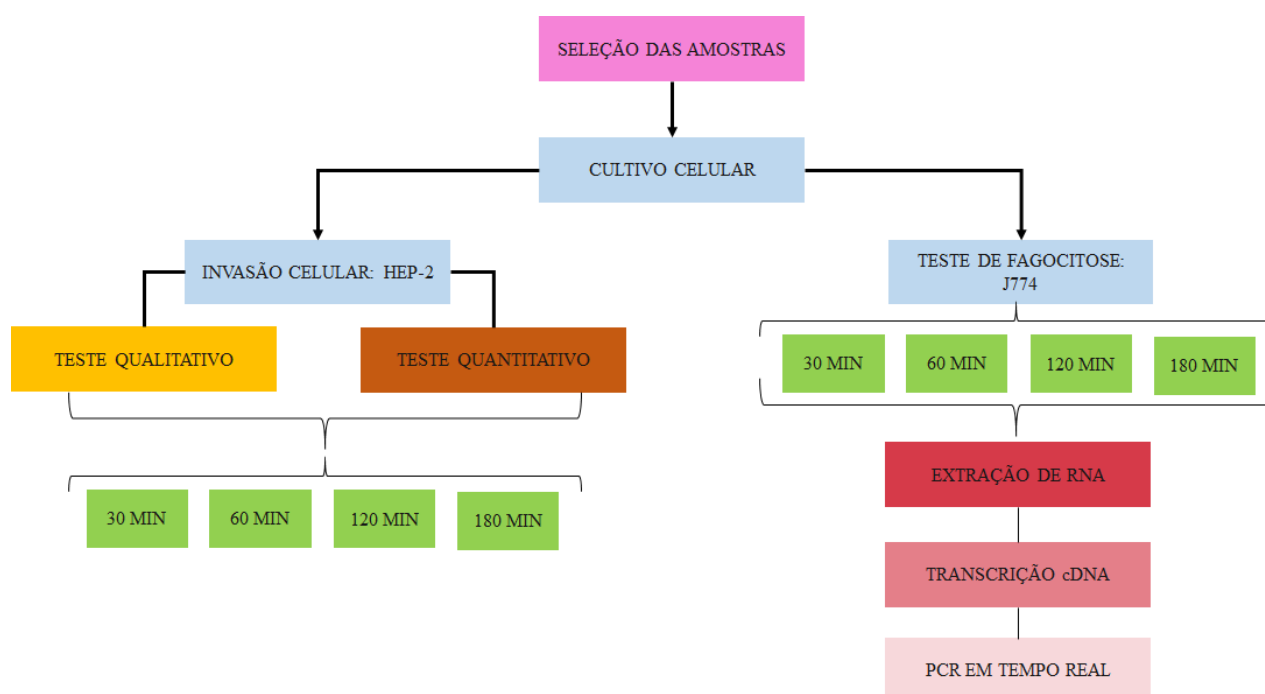 SELEÇÃO DAS AMOSTRAS
CULTIVO CELULAR
INVASÃO CELULAR: HEP-2
TESTE QUALITATIVO
TESTE QUANTITATIVO
30 MIN
60 MIN
120 MIN
180 MIN
TESTE DE FAGOCITOSE:
J774
30 MIN
60 MIN
120 MIN
180 MIN
EXTRAÇÃO DE RNA
TRANSCRIÇÃO cDNA
PCR EM TEMPO REAL